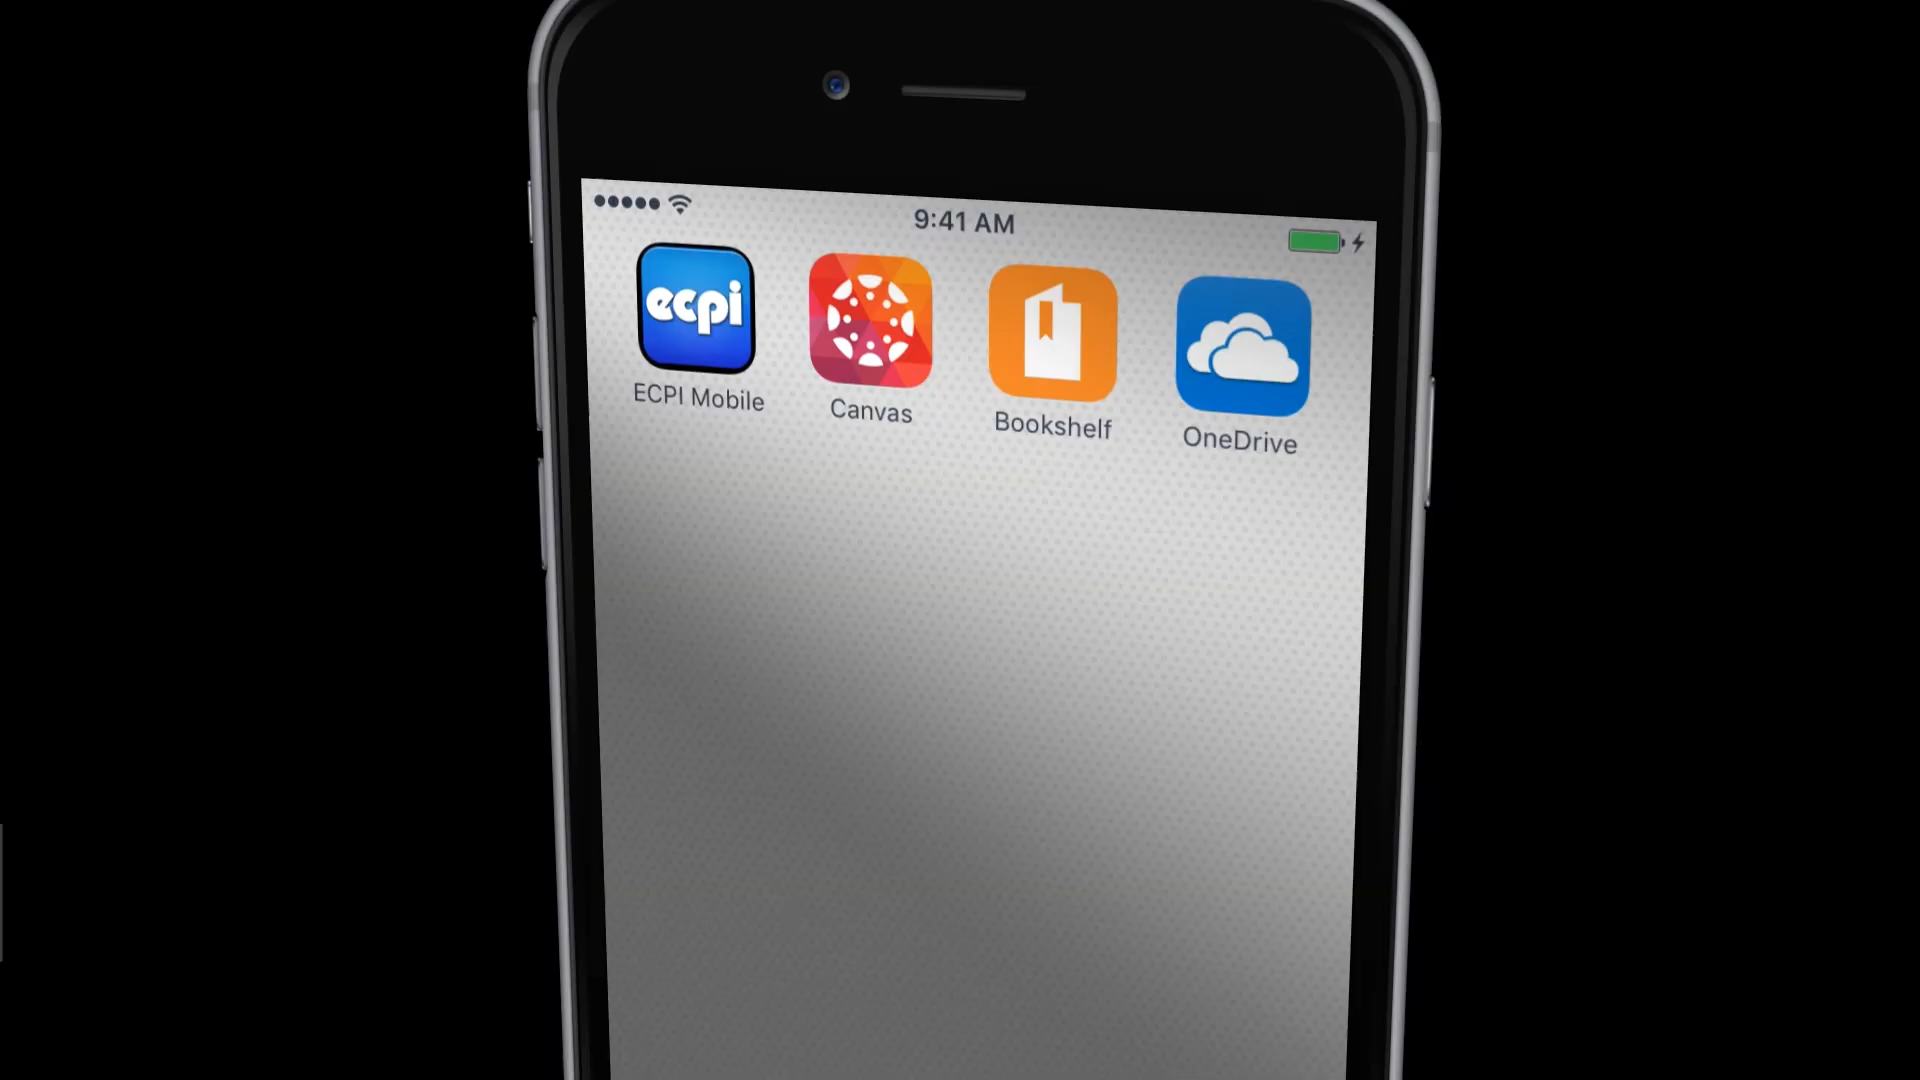 9:41 AM
ecpi
ECPI Mobile
Canvas
Bookshelf
OneDrive